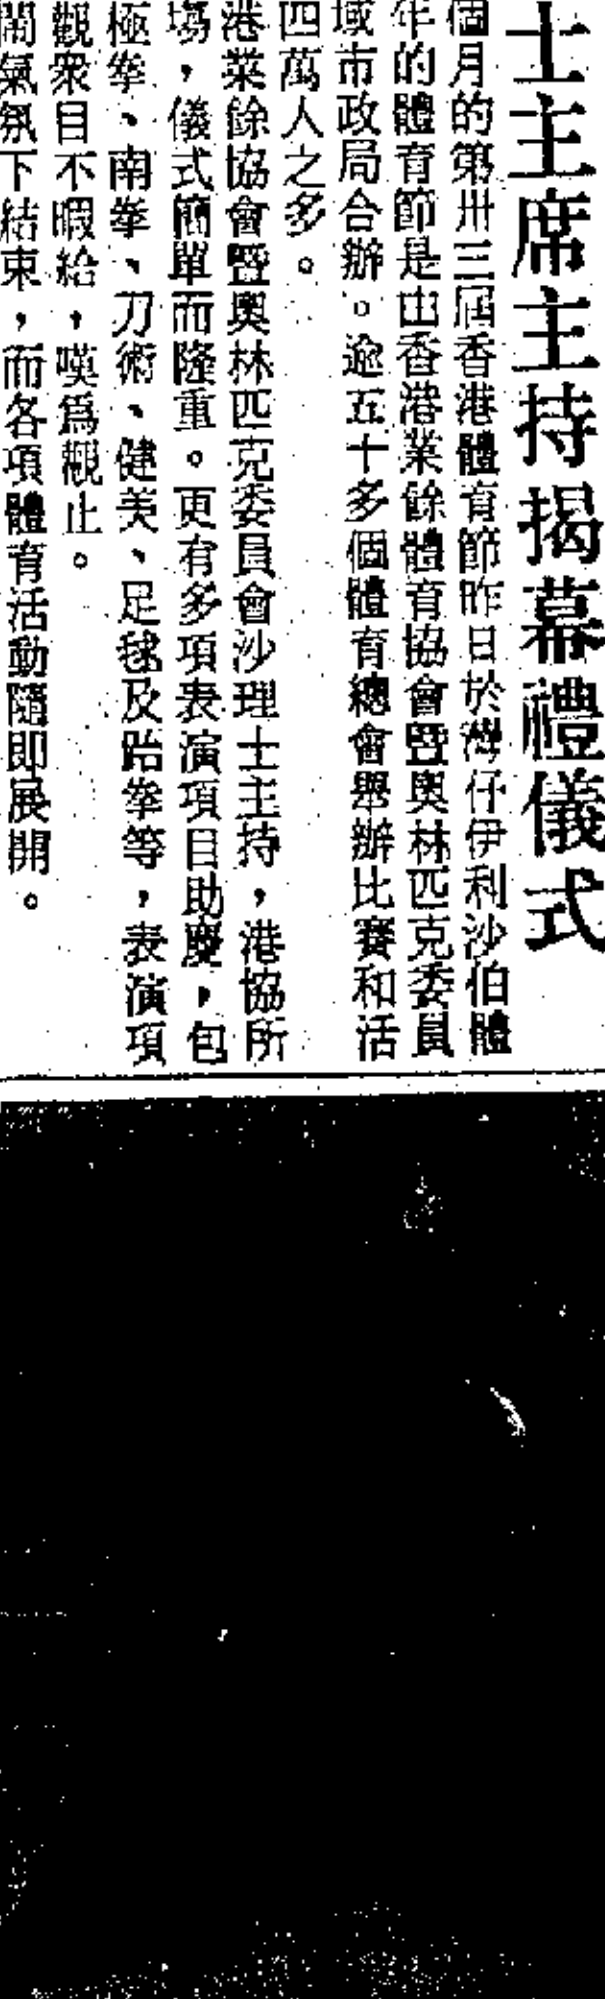 士主席主持揭幕禮儀式
個月的第卅三屆香港體育節昨日於灣仔伊利沙伯體
年的體育節是由香港業餘體育協會暨奧林匹克委員
域市政局合辦。逾五十多個體育總會舉辦比賽和活
四萬人之多。
港業餘協會暨奧林匹克委員會沙理士主持，港協所
場，儀式簡單而隆重。更有多項表演項目助慶，包
極拳、南拳、刀術、健美、足毬及跆拳等，表演項
觀衆目不暇給，嘆爲觀止。
鬧氣氛下結束，而各項體育活動隨即展開。